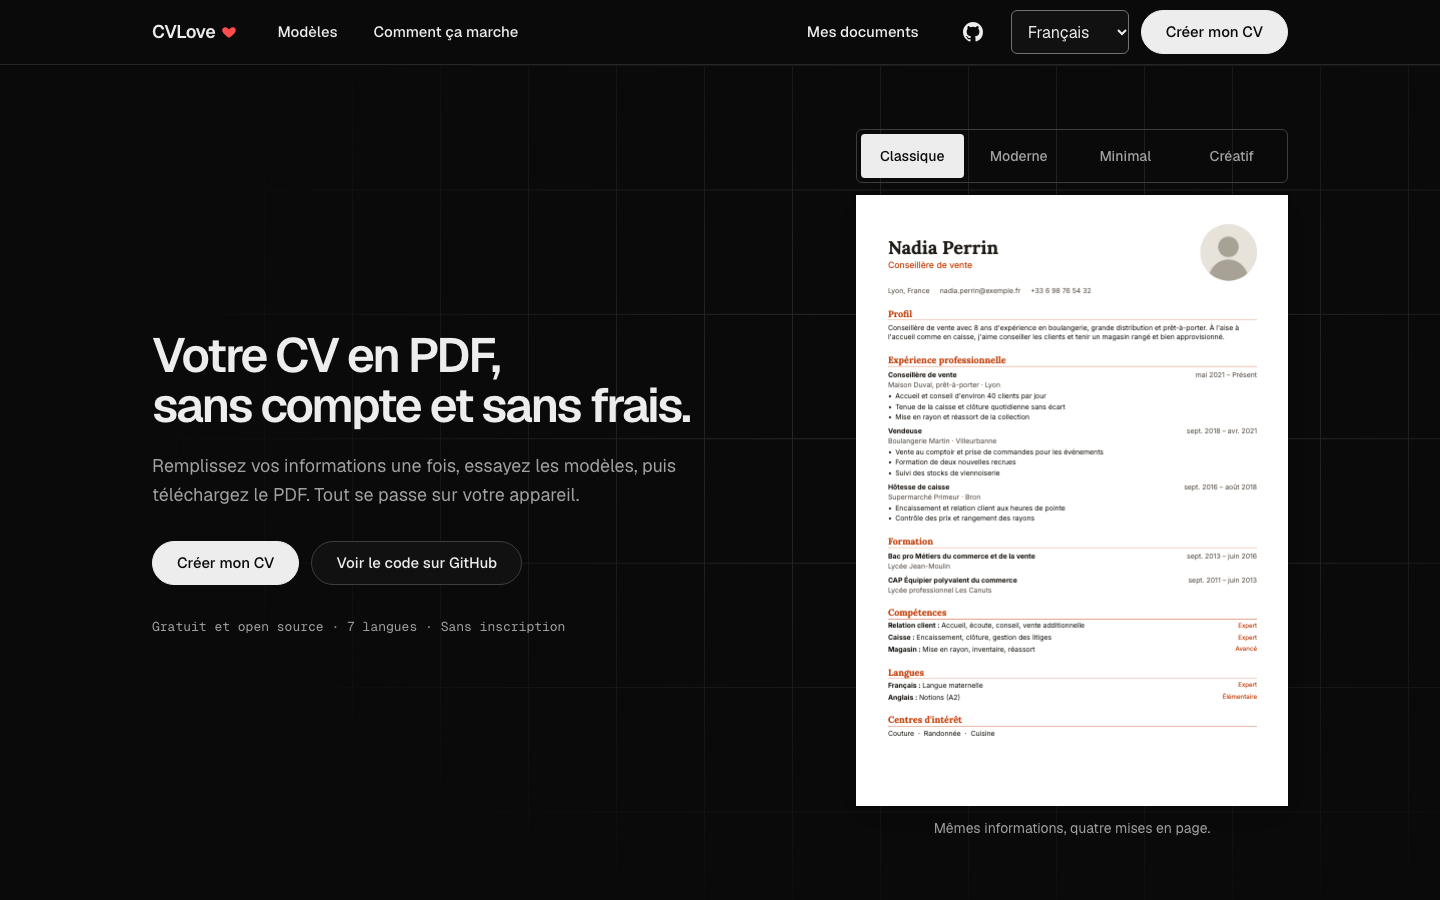 CVLove
Modèles
Comment ça marche
Mes documents
Français
Créer mon CV
Votre CV en PDF,
sans compte et sans frais.
Remplissez vos informations une fois, essayez les modèles, puis
téléchargez le PDF. Tout se passe sur votre appareil.
Créer mon CV
Voir le code sur GitHub
Gratuit et open source · 7 langues · Sans inscription
Classique
Moderne
Minimal
Créatif
Nadia Perrin
Conseillère de vente
Lyon, France nadia.perrin@exemple.fr +33 6 98 76 54 32
Profil
Conseillère de vente avec 8 ans d'expérience en boulangerie, grande distribution et prêt-à-porter. À l'aise à
l'accueil comme en caisse, j'aime conseiller les clients et tenir un magasin rangé et bien approvisionné.
Expérience professionnelle
Conseillère de vente mai 2021 – Présent
Maison Duval, prêt-à-porter · Lyon
• Accueil et conseil d'environ 40 clients par jour
• Tenue de la caisse et clôture quotidienne sans écart
• Mise en rayon et réassort de la collection
Vendeuse sept. 2018 – avr. 2021
Boulangerie Martin · Villeurbanne
• Vente au comptoir et prise de commandes pour les événements
• Formation de deux nouvelles recrues
• Suivi des stocks de viennoiserie
Hôtesse de caisse sept. 2016 – août 2018
Supermarché Primeur · Bron
• Encaissement et relation client aux heures de pointe
• Contrôle des prix et rangement des rayons
Formation
Bac pro Métiers du commerce et de la vente sept. 2013 – juin 2016
Lycée Jean-Moulin
CAP Équipier polyvalent du commerce sept. 2011 – juin 2013
Lycée professionnel Les Canuts
Compétences
Relation client : Accueil, écoute, conseil, vente additionnelle Expert
Caisse : Encaissement, clôture, gestion des litiges Expert
Magasin : Mise en rayon, inventaire, réassort Avancé
Langues
Français : Langue maternelle Expert
Anglais : Notions (A2) Élémentaire
Centres d'intérêt
Couture · Randonnée · Cuisine
Mêmes informations, quatre mises en page.